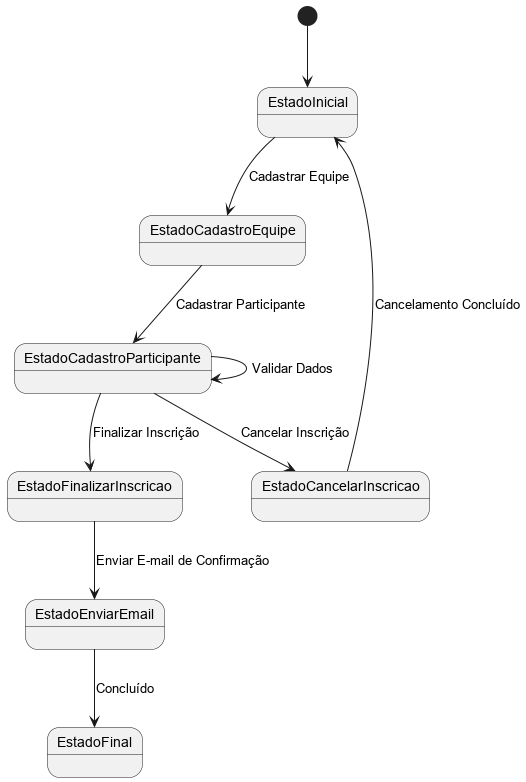 EstadoInicial
Cadastrar Equipe
EstadoCadastroEquipe
Cadastrar Participante
Cancelamento Concluído
EstadoCadastroParticipante
Validar Dados
Finalizar Inscrição
Cancelar Inscrição
EstadoFinalizarInscricao
EstadoCancelarInscricao
Enviar E-mail de Confirmação
EstadoEnviarEmail
Concluído
EstadoFinal